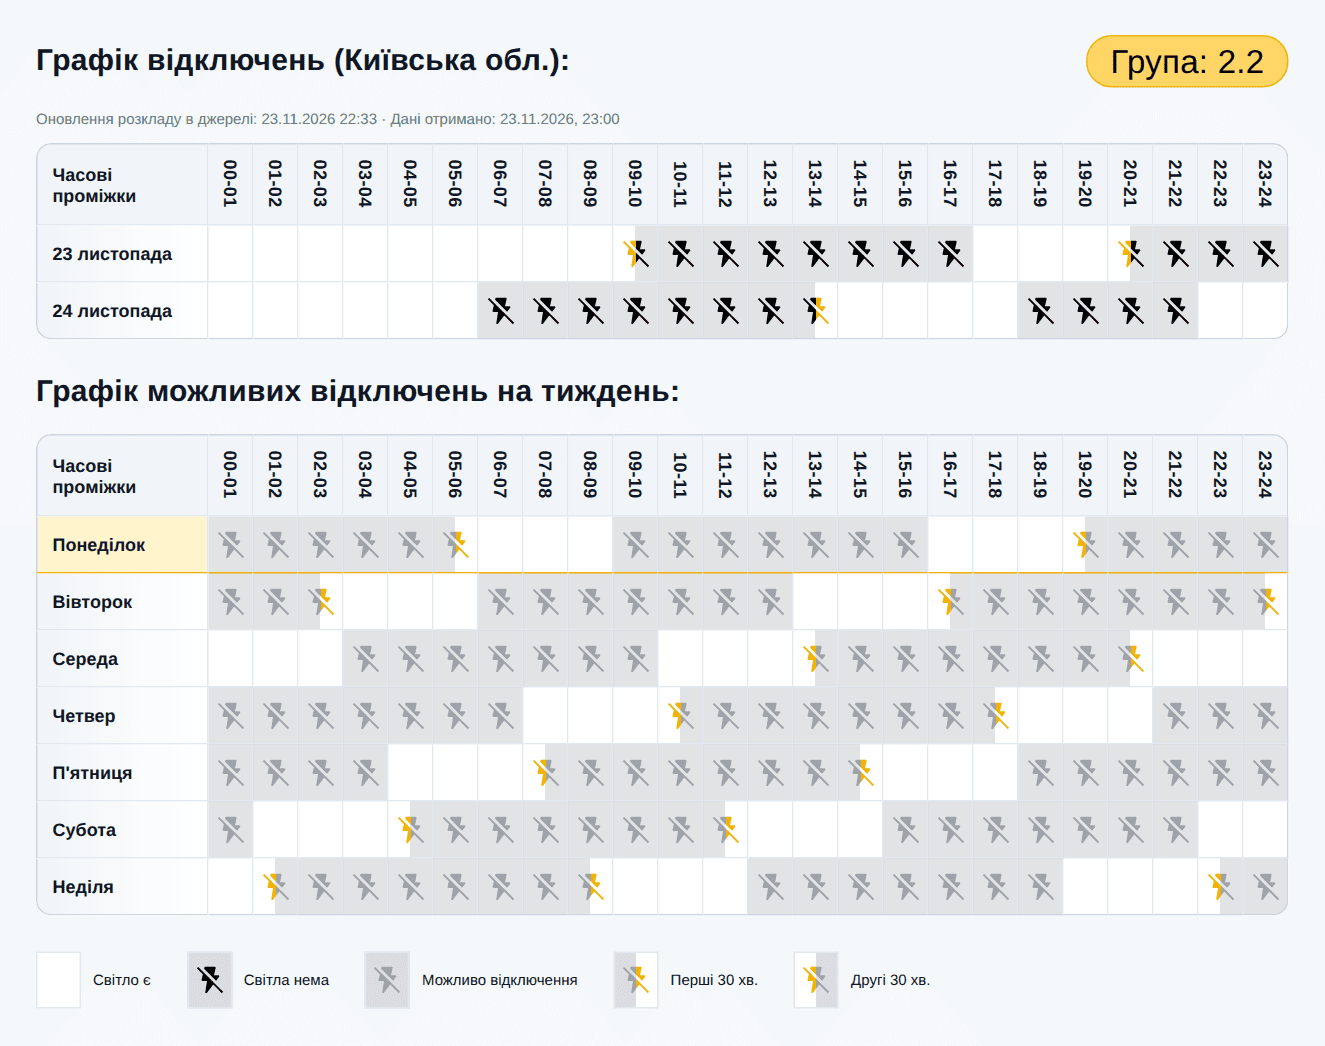 Графік відключень (Київська обл.):
Група: 2.2
Оновлення розкладу в джерелі: 23.11.2026 22:33 · Дані отримано: 23.11.2026, 23:00
Часові проміжки 00-01 01-02 02-03 03-04 04-05 05-06 06-07 07-08 08-09 09-10 10-11 11-12 12-13 13-14 14-15 15-16 16-17 17-18 18-19 19-20 20-21 21-22 22-23 23-24
23 листопада
24 листопада
Графік можливих відключень на тиждень:
Часові проміжки 00-01 01-02 02-03 03-04 04-05 05-06 06-07 07-08 08-09 09-10 10-11 11-12 12-13 13-14 14-15 15-16 16-17 17-18 18-19 19-20 20-21 21-22 22-23 23-24
Понеділок
Вівторок
Середа
Четвер
П'ятниця
Субота
Неділя
Світло є Світла нема Можливо відключення Перші 30 хв. Другі 30 хв.